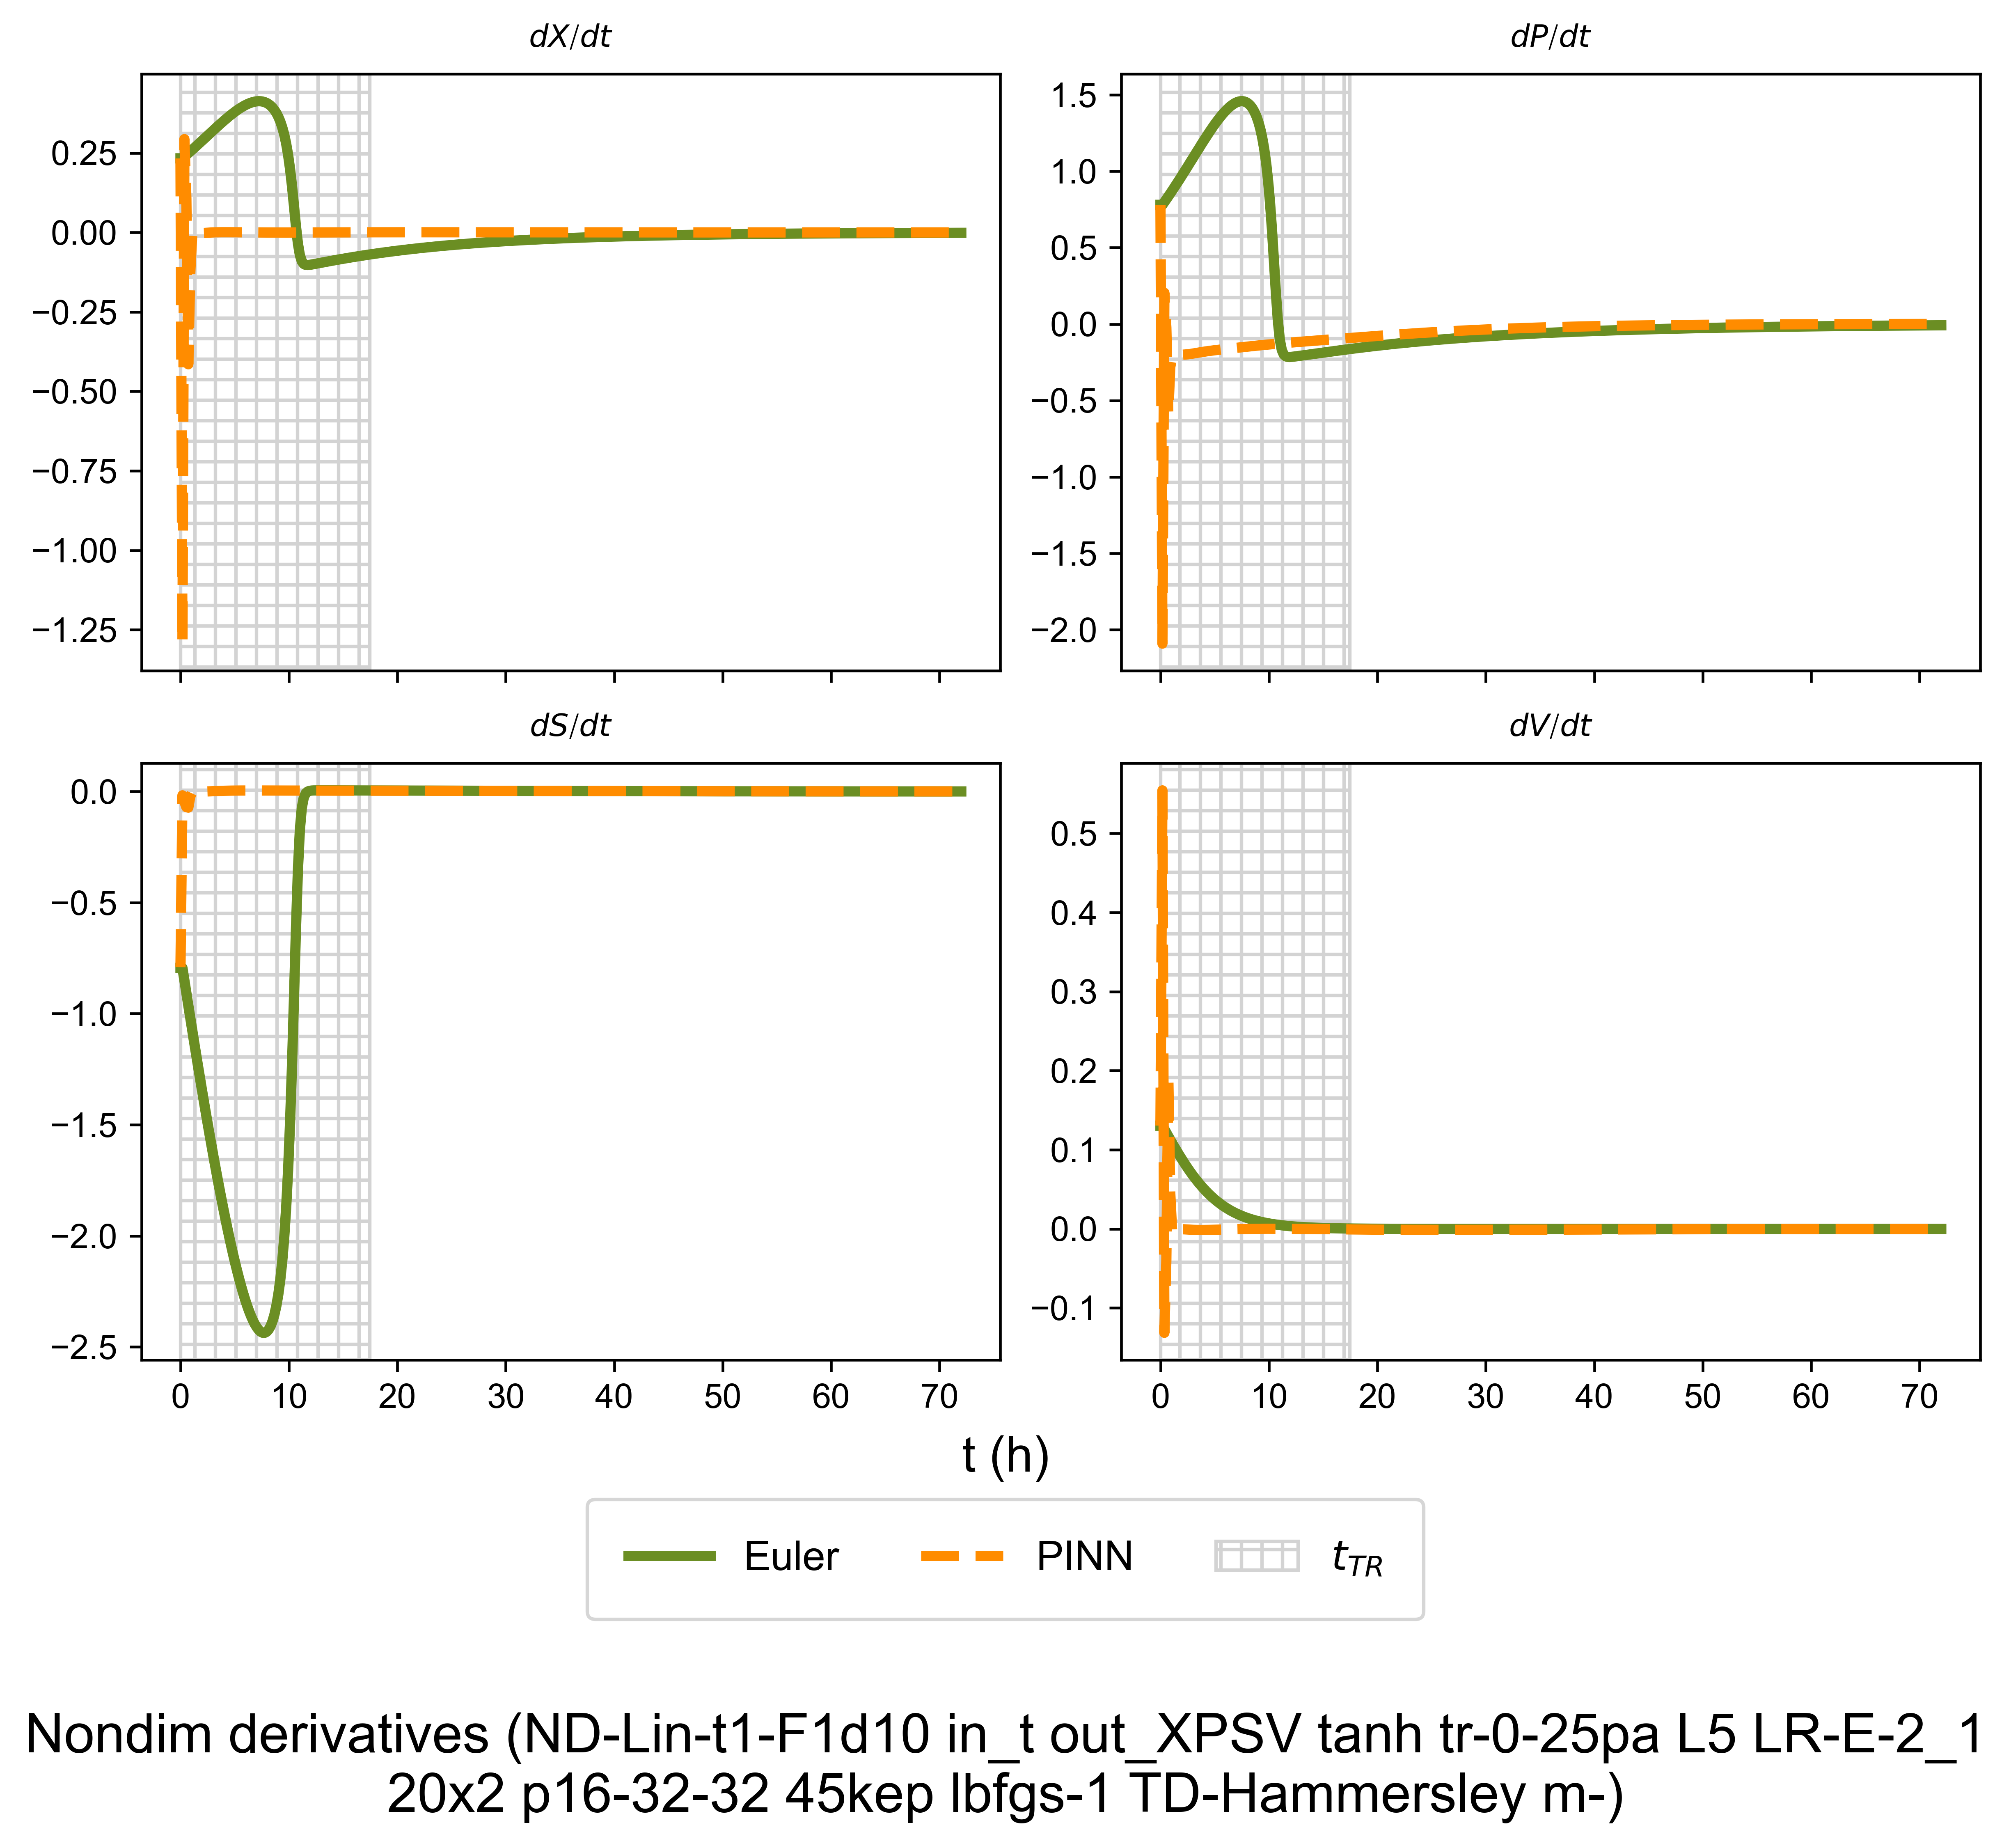 dX/dt
dP/dt
0.25
0.00
−0.25
−0.50
−0.75
−1.00
−1.25
1.5
1.0
0.5
0.0
−0.5
−1.0
−1.5
−2.0
dS/dt
dV/dt
0.0
−0.5
−1.0
−1.5
−2.0
−2.5
0 10 20 30 40 50 60 70
0.5
0.4
0.3
0.2
0.1
0.0
−0.1
0 10 20 30 40 50 60 70
t (h)
Euler PINN t_TR
Nondim derivatives (ND-Lin-t1-F1d10 in_t out_XPSV tanh tr-0-25pa L5 LR-E-2_1
20x2 p16-32-32 45kep lbfgs-1 TD-Hammersley m-)